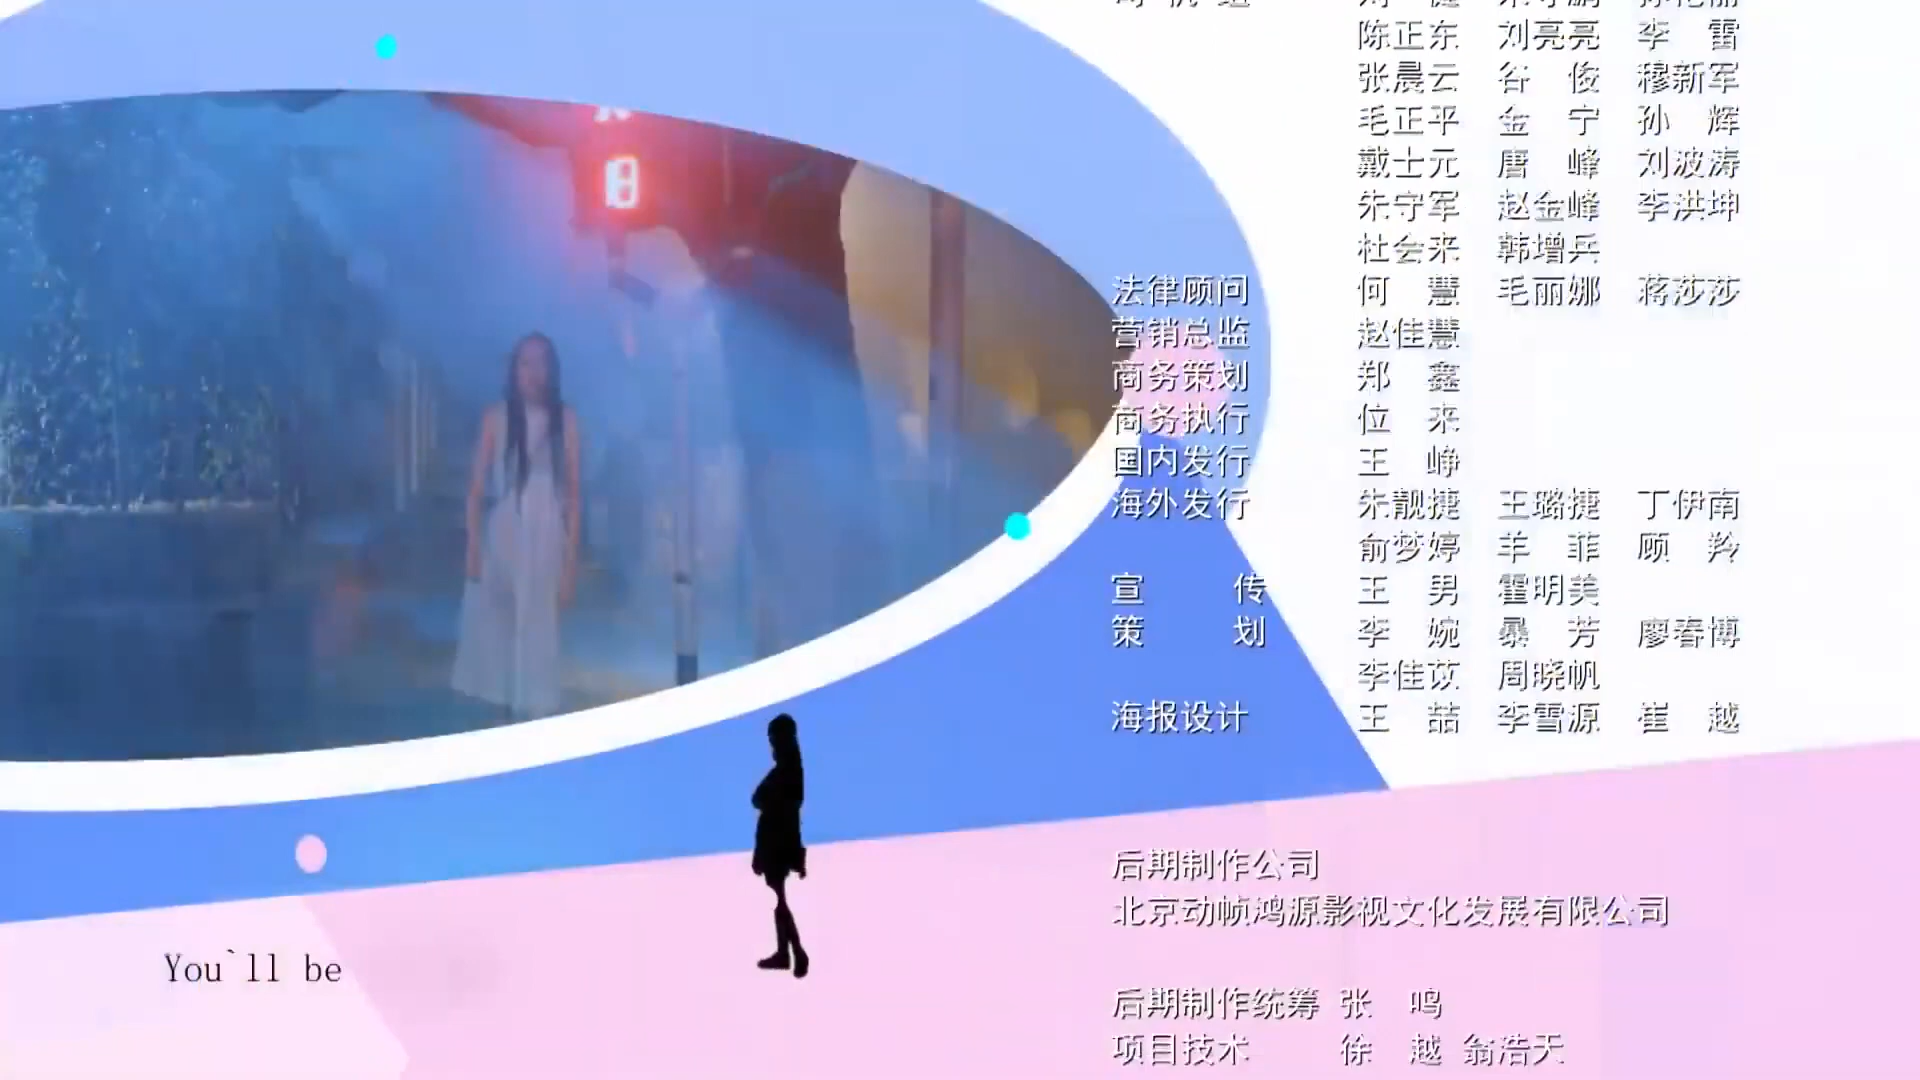 陈正东 刘亮亮 李 雷
张晨云 谷 俊 穆新军
毛正平 金 宁 孙 辉
戴士元 唐 峰 刘波涛
朱守军 赵金峰 李洪坤
杜会来 韩增兵
法律顾问 何 慧 毛丽娜 蒋莎莎
营销总监 赵佳慧
商务策划 郑 鑫
商务执行 位 来
国内发行 王 峥
海外发行 朱靓捷 王璐捷 丁伊南
俞梦婷 羊 菲 顾 羚
宣 传 王 男 霍明美
策 划 李 婉 暴 芳 廖春博
李佳苡 周晓帆
海报设计 王 喆 李雪源 崔 越
后期制作公司
北京动帧鸿源影视文化发展有限公司
You`ll be
后期制作统筹 张 鸣
项目技术 徐 越 翁浩天